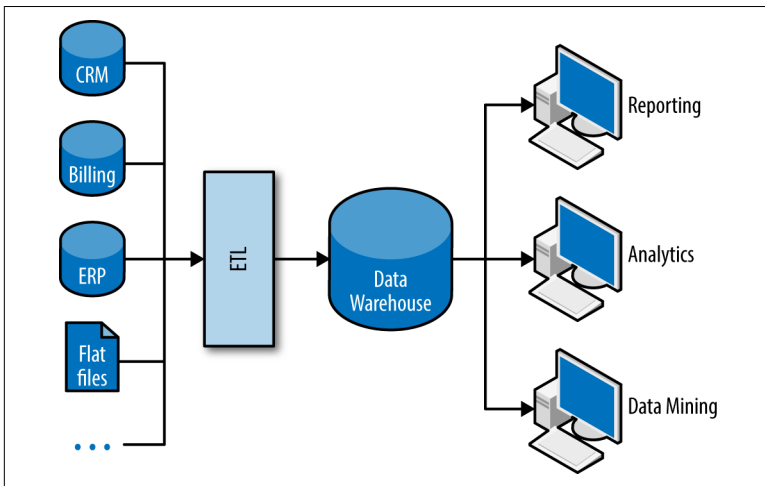 CRM
Billing
ERP
Flat
files
...
ETL
Data
Warehouse
Reporting
Analytics
Data Mining